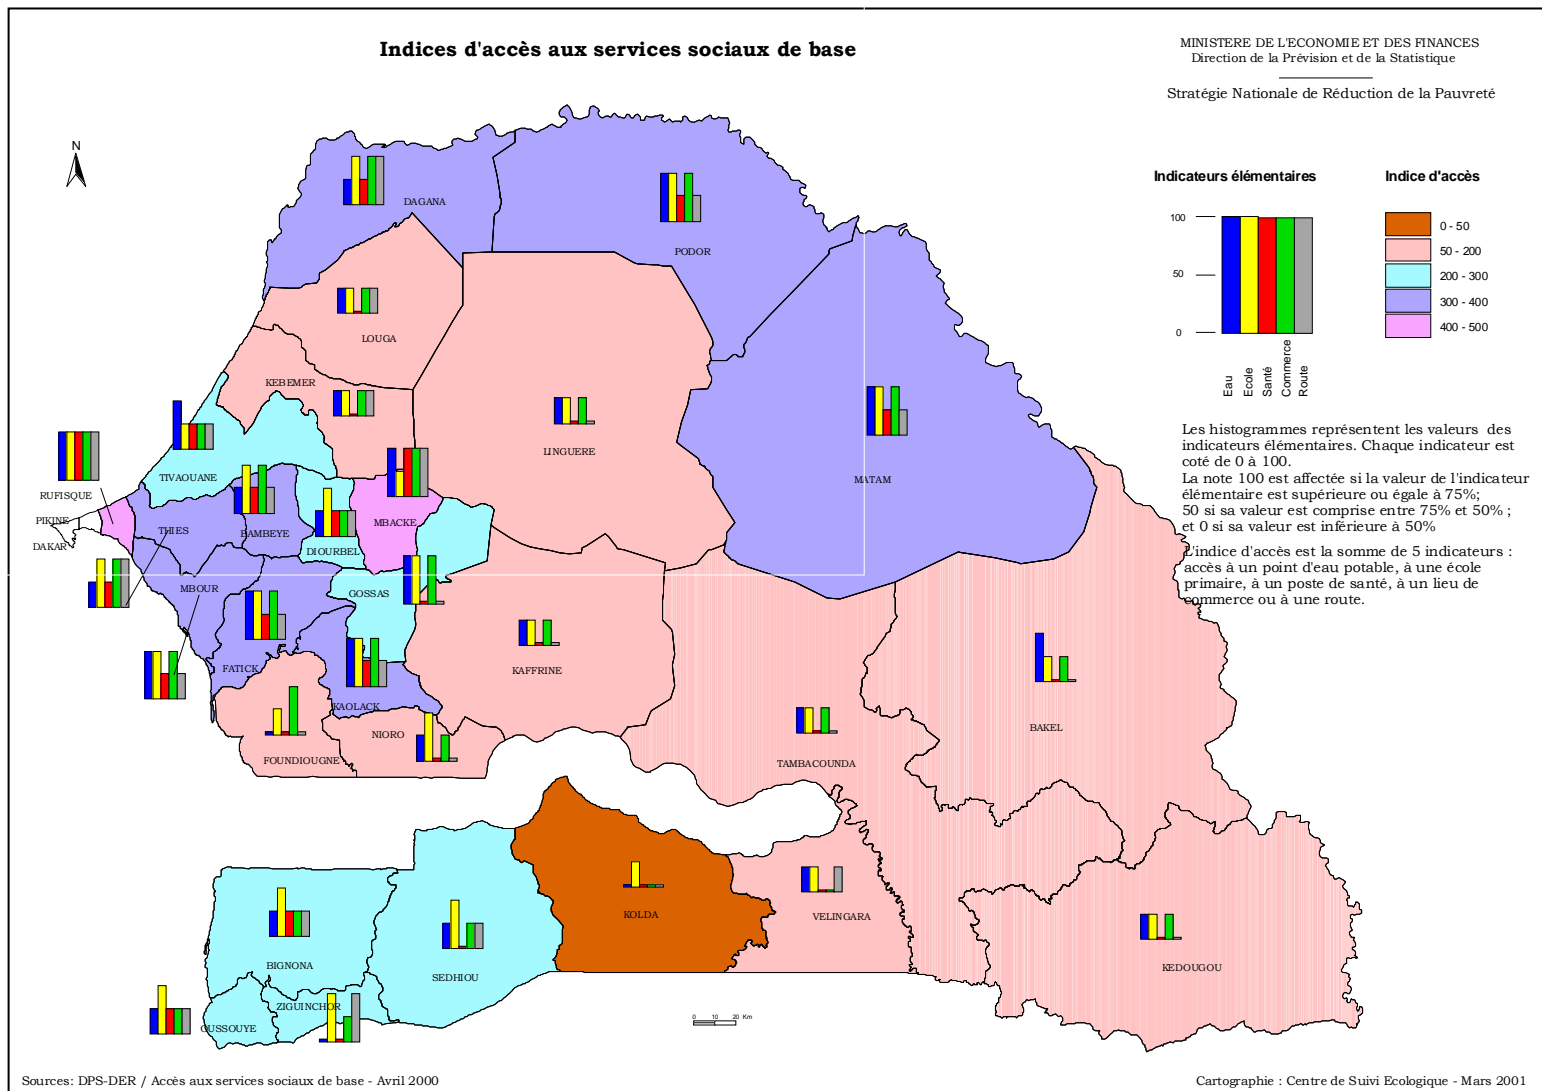 Indices d'accès aux services sociaux de base
MINISTERE DE L'ECONOMIE ET DES FINANCES
Direction de la Prévision et de la Statistique
Stratégie Nationale de Réduction de la Pauvreté
N
Indicateurs élémentaires
100
50
0
Eau
Ecole
Santé
Commerce
Route
Indice d'accès
0 - 50
50 - 200
200 - 300
300 - 400
400 - 500
Les histogrammes représentent les valeurs des
indicateurs élémentaires. Chaque indicateur est
coté de 0 à 100.
La note 100 est affectée si la valeur de l'indicateur
élémentaire est supérieure ou égale à 75%;
50 si sa valeur est comprise entre 75% et 50% ;
et 0 si sa valeur est inférieure à 50%
L'indice d'accès est la somme de 5 indicateurs :
accès à un point d'eau potable, à une école
primaire, à un poste de santé, à un lieu de
commerce ou à une route.
DAGANA
PODOR
LOUGA
KEBEMER
LINGUERE
MATAM
TIVAOUANE
RUFISQUE
PIKINE
DAKAR
THIES
BAMBEYE
DIOURBEL
MBACKE
MBOUR
GOSSAS
FATICK
KAOLACK
KAFFRINE
NIORO
FOUNDIOUGNE
TAMBACOUNDA
BAKEL
KOLDA
VELINGARA
KEDOUGOU
BIGNONA
SEDHIOU
ZIGUINCHOR
OUSSOUYE
0 10 20 Km
Sources: DPS-DER / Accès aux services sociaux de base - Avril 2000
Cartographie : Centre de Suivi Ecologique - Mars 2001